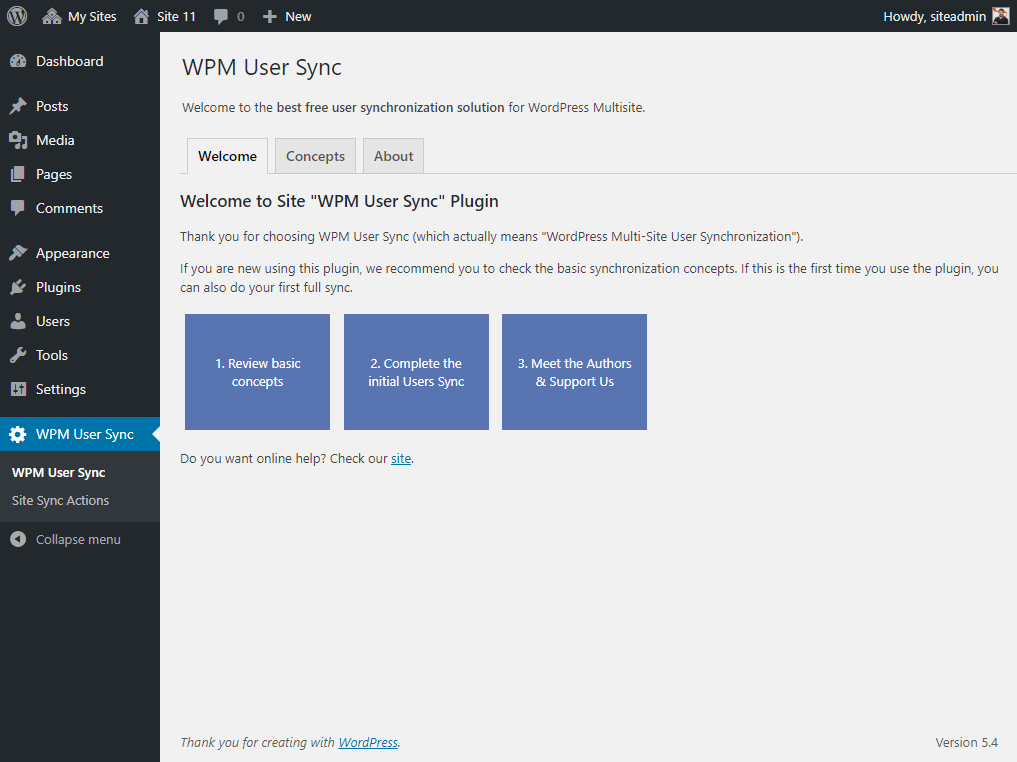 My Sites
Site 11
0
New
Howdy, siteadmin
Dashboard
Posts
Media
Pages
Comments
Appearance
Plugins
Users
Tools
Settings
WPM User Sync
WPM User Sync
Site Sync Actions
Collapse menu
WPM User Sync
Welcome to the best free user synchronization solution for WordPress Multisite.
Welcome
Concepts
About
Welcome to Site "WPM User Sync" Plugin
Thank you for choosing WPM User Sync (which actually means "WordPress Multi-Site User Synchronization").
If you are new using this plugin, we recommend you to check the basic synchronization concepts. If this is the first time you use the plugin, you
can also do your first full sync.
1. Review basic
concepts
2. Complete the
initial Users Sync
3. Meet the Authors
& Support Us
Do you want online help? Check our site.
Thank you for creating with WordPress.
Version 5.4